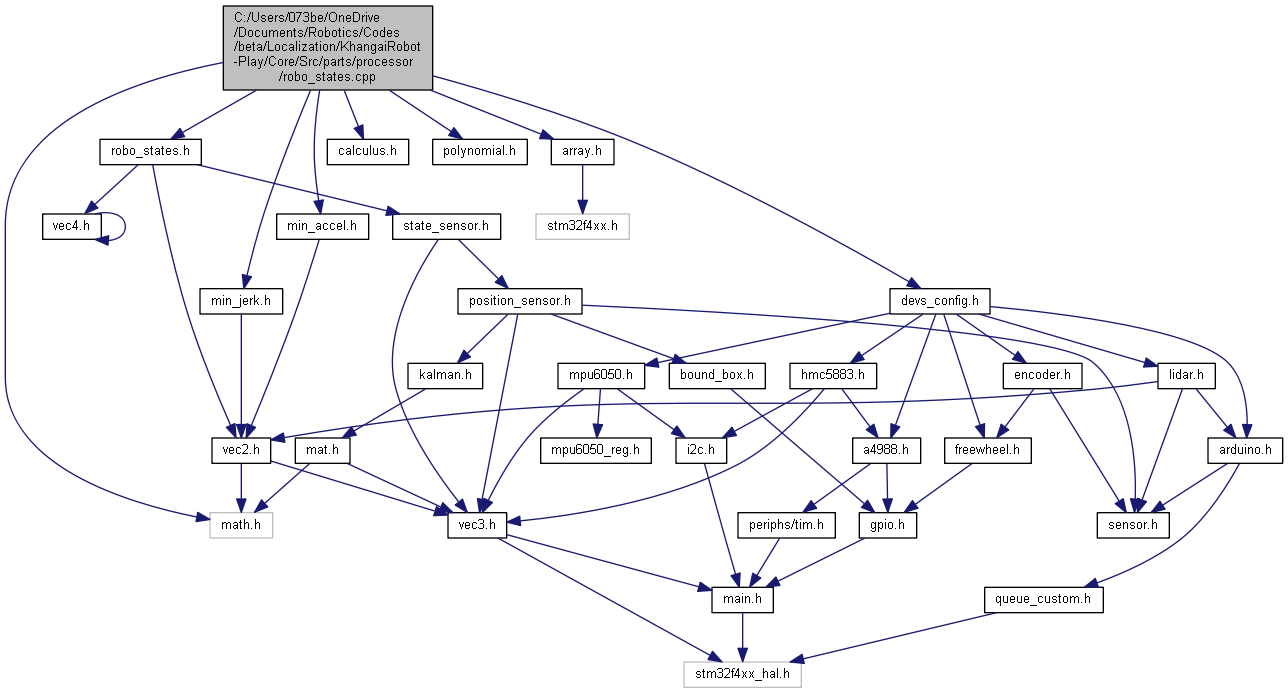 C:/Users/073be/OneDrive
/Documents/Robotics/Codes
/beta/Localization/KhangaiRobot
-Play/Core/Src/parts/processor
/robo_states.cpp
robo_states.h
calculus.h
polynomial.h
array.h
vec4.h
min_accel.h
state_sensor.h
stm32f4xx.h
min_jerk.h
position_sensor.h
devs_config.h
kalman.h
mpu6050.h
bound_box.h
hmc5883.h
encoder.h
lidar.h
vec2.h
mat.h
mpu6050_reg.h
i2c.h
a4988.h
freewheel.h
arduino.h
math.h
vec3.h
periphs/tim.h
gpio.h
sensor.h
main.h
queue_custom.h
stm32f4xx_hal.h